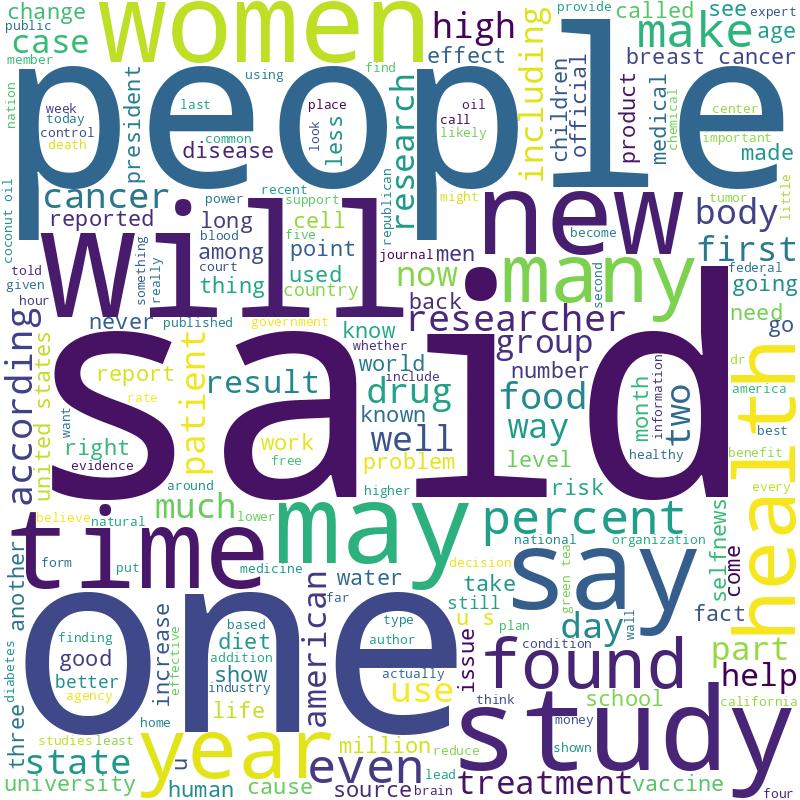 change
public
expert
provide
called
see
women
high
make
age
case
effect
including
breast cancer
member
using
find
nation
people
week
today
control
death
president
last
common
place
look
less
oil
call
likely
research
children
official
product
medical
chemical
center
important
made
disease
cancer
recent
support
power
five
republican
might
new
tumor
little
body
coconut oil
reported
long
cell
will
blood
among
point
journal
men
become
many
first
told
given
hour
something
really
court
used
thing
country
now
back
second
federal
going
never
published
government
know
researcher
need
go
according
united states
whether
world
group
number
dr
said
report
patient
result
include
drug
food
month
information
two
america
health
rate
known
want
right
work
well
way
best
evidence
free
problem
level
healthy
benefit
around
much
higher
risk
every
believe
natural
lower
may
percent
selfnews
time
national
organization
come
another
form
put
medicine
water
decision
say
green tea
far
take
still
u s
day
wall
fact
part
one
finding
increase
based
diet
type
author
american
issue
plan
condition
found
help
good
better
effective
addition
show
actually
industry
use
think
school
california
diabetes
agency
life
money
study
three
home
studies
least
year
million
reduce
shown
state
u
even
university
human
cause
source
lead
brain
treatment
vaccine
four